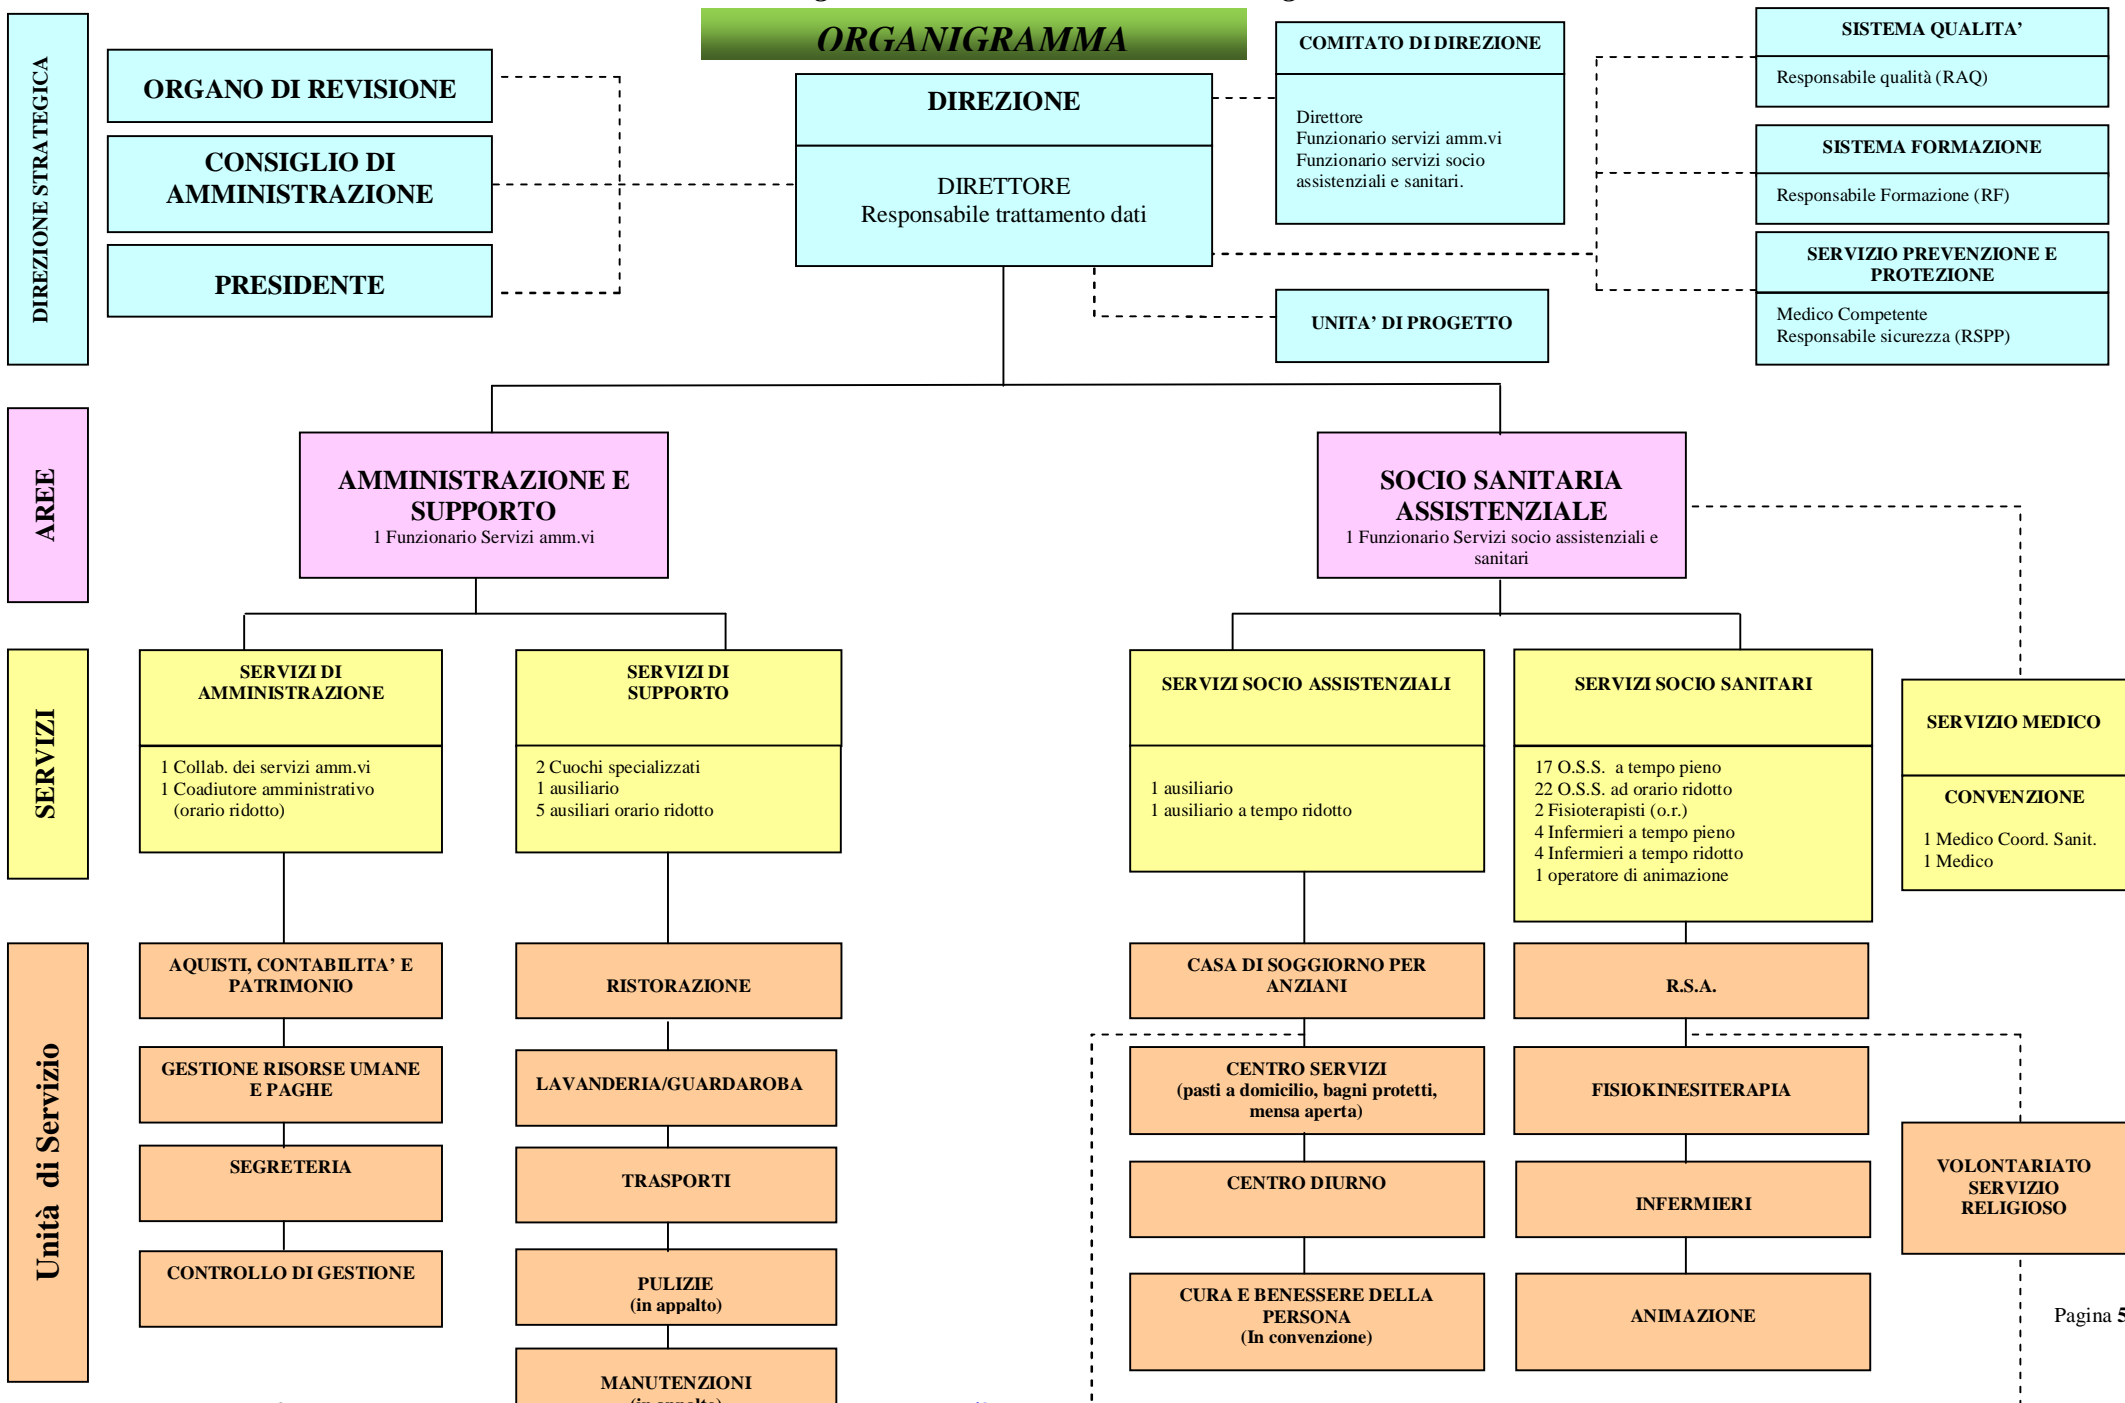 ORGANIGRAMMA
DIREZIONE STRATEGICA
ORGANO DI REVISIONE
CONSIGLIO DI
AMMINISTRAZIONE
PRESIDENTE
DIREZIONE
DIRETTORE
Responsabile trattamento dati
COMITATO DI DIREZIONE
Direttore
Funzionario servizi amm.vi
Funzionario servizi socio
assistenziali e sanitari.
UNITA’ DI PROGETTO
SISTEMA QUALITA’
Responsabile qualità (RAQ)
SISTEMA FORMAZIONE
Responsabile Formazione (RF)
SERVIZIO PREVENZIONE E
PROTEZIONE
Medico Competente
Responsabile sicurezza (RSPP)
AREE
AMMINISTRAZIONE E
SUPPORTO
1 Funzionario Servizi amm.vi
SOCIO SANITARIA
ASSISTENZIALE
1 Funzionario Servizi socio assistenziali e
sanitari
SERVIZI
SERVIZI DI
AMMINISTRAZIONE
1 Collab. dei servizi amm.vi
1 Coadiutore amministrativo
(orario ridotto)
SERVIZI DI
SUPPORTO
2 Cuochi specializzati
1 ausiliario
5 ausiliari orario ridotto
SERVIZI SOCIO ASSISTENZIALI
1 ausiliario
1 ausiliario a tempo ridotto
SERVIZI SOCIO SANITARI
17 O.S.S. a tempo pieno
22 O.S.S. ad orario ridotto
2 Fisioterapisti (o.r.)
4 Infermieri a tempo pieno
4 Infermieri a tempo ridotto
1 operatore di animazione
SERVIZIO MEDICO
CONVENZIONE
1 Medico Coord. Sanit.
1 Medico
Unità di Servizio
AQUISTI, CONTABILITA’ E
PATRIMONIO
GESTIONE RISORSE UMANE
E PAGHE
SEGRETERIA
CONTROLLO DI GESTIONE
RISTORAZIONE
LAVANDERIA/GUARDAROBA
TRASPORTI
PULIZIE
(in appalto)
MANUTENZIONI
(in appalto)
CASA DI SOGGIORNO PER
ANZIANI
CENTRO SERVIZI
(pasti a domicilio, bagni protetti,
mensa aperta)
CENTRO DIURNO
CURA E BENESSERE DELLA
PERSONA
(In convenzione)
R.S.A.
FISIOKINESITERAPIA
INFERMIERI
ANIMAZIONE
VOLONTARIATO
SERVIZIO
RELIGIOSO
Pagina 5